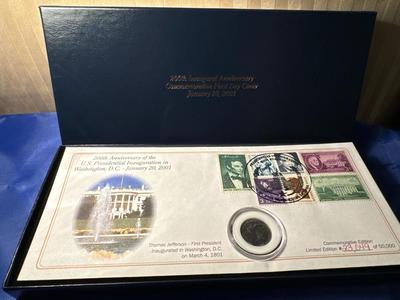 200th Inaugural Anniversary
Commemorative First Day Cover
January 20, 2001
200th Anniversary of the
U.S. Presidential Inauguration in
Washington, D.C. - January 20, 2001
Thomas Jefferson - First President
Inaugurated in Washington, D.C.
on March 4, 1801
Commemorative Edition
Limited Edition # of 50,000